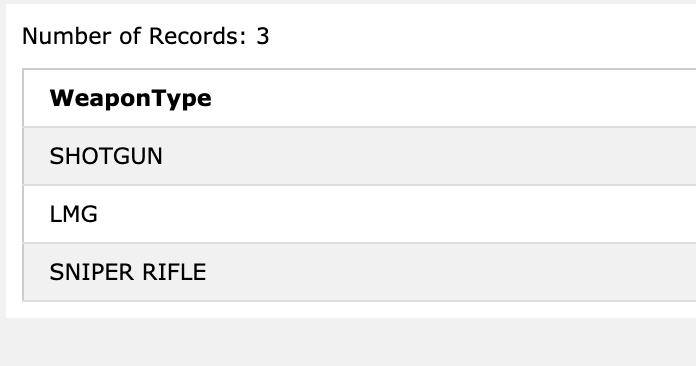 Number of Records: 3
WeaponType
SHOTGUN
LMG
SNIPER RIFLE